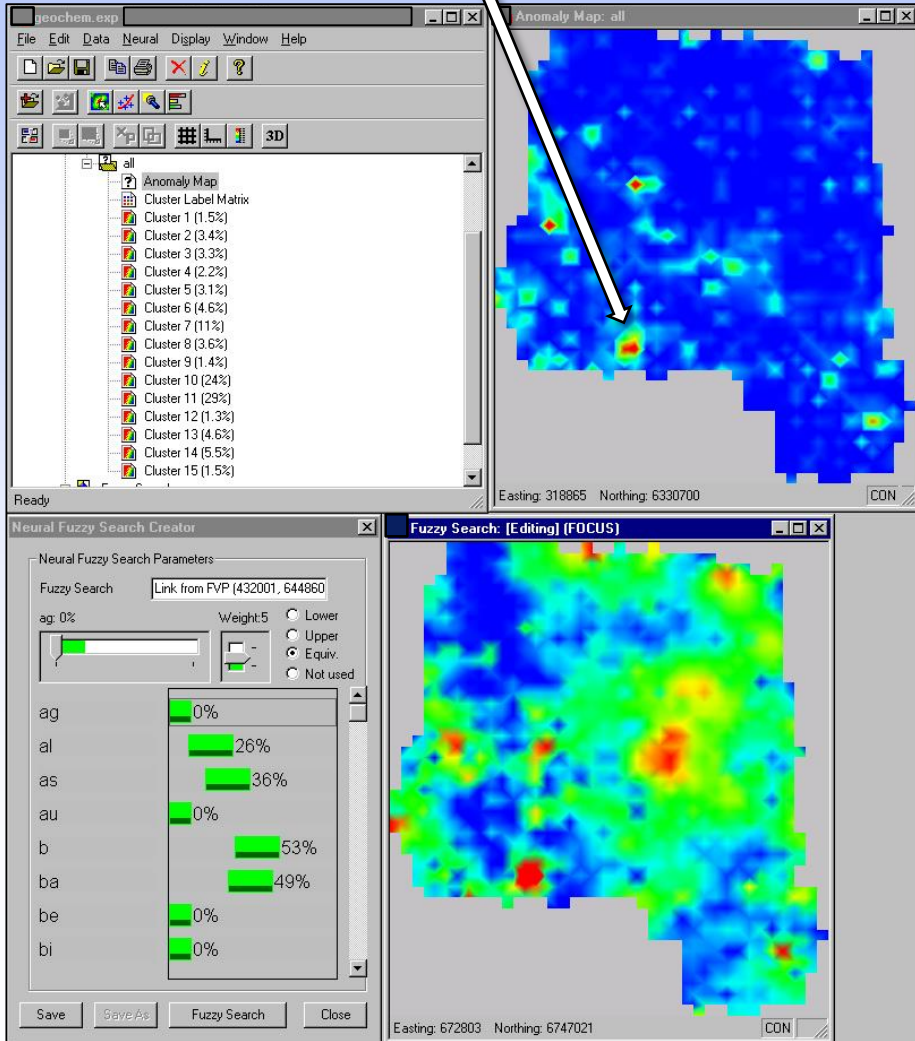 geochem.exp
File Edit Data Neural Display Window Help
3D
all
Anomaly Map
Cluster Label Matrix
Cluster 1 (1.5%)
Cluster 2 (3.4%)
Cluster 3 (3.3%)
Cluster 4 (2.2%)
Cluster 5 (3.1%)
Cluster 6 (4.6%)
Cluster 7 (11%)
Cluster 8 (3.6%)
Cluster 9 (1.4%)
Cluster 10 (24%)
Cluster 11 (29%)
Cluster 12 (1.3%)
Cluster 13 (4.6%)
Cluster 14 (5.5%)
Cluster 15 (1.5%)
Ready
Anomaly Map: all
Easting: 318865 Northing: 6330700 CON
Neural Fuzzy Search Creator
Neural Fuzzy Search Parameters
Fuzzy Search Link from FVP (432001, 644860
ag: 0% Weight:5 Lower
Upper
Equiv.
Not used
ag 0%
al 26%
as 36%
au 0%
b 53%
ba 49%
be 0%
bi 0%
Save Save As Fuzzy Search Close
Fuzzy Search: [Editing] (FOCUS)
Easting: 672803 Northing: 6747021 CON